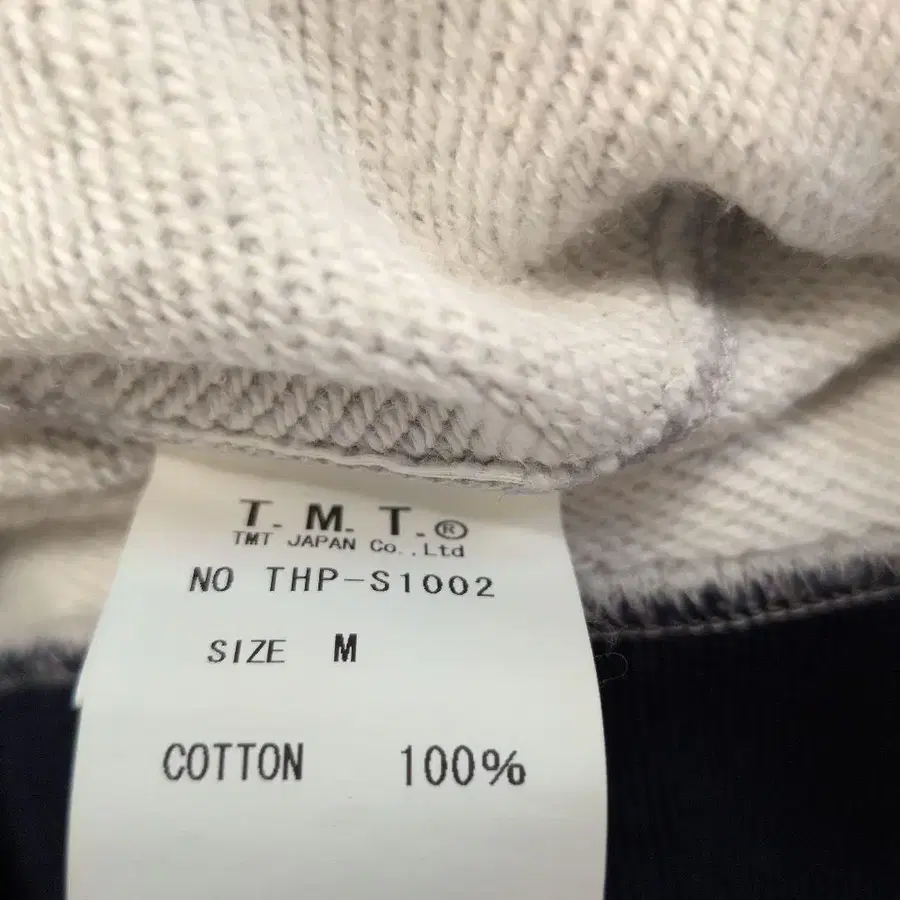 T. M. T.®
TMT JAPAN Co.,Ltd
NO THP-S1002
SIZE M
COTTON 100%